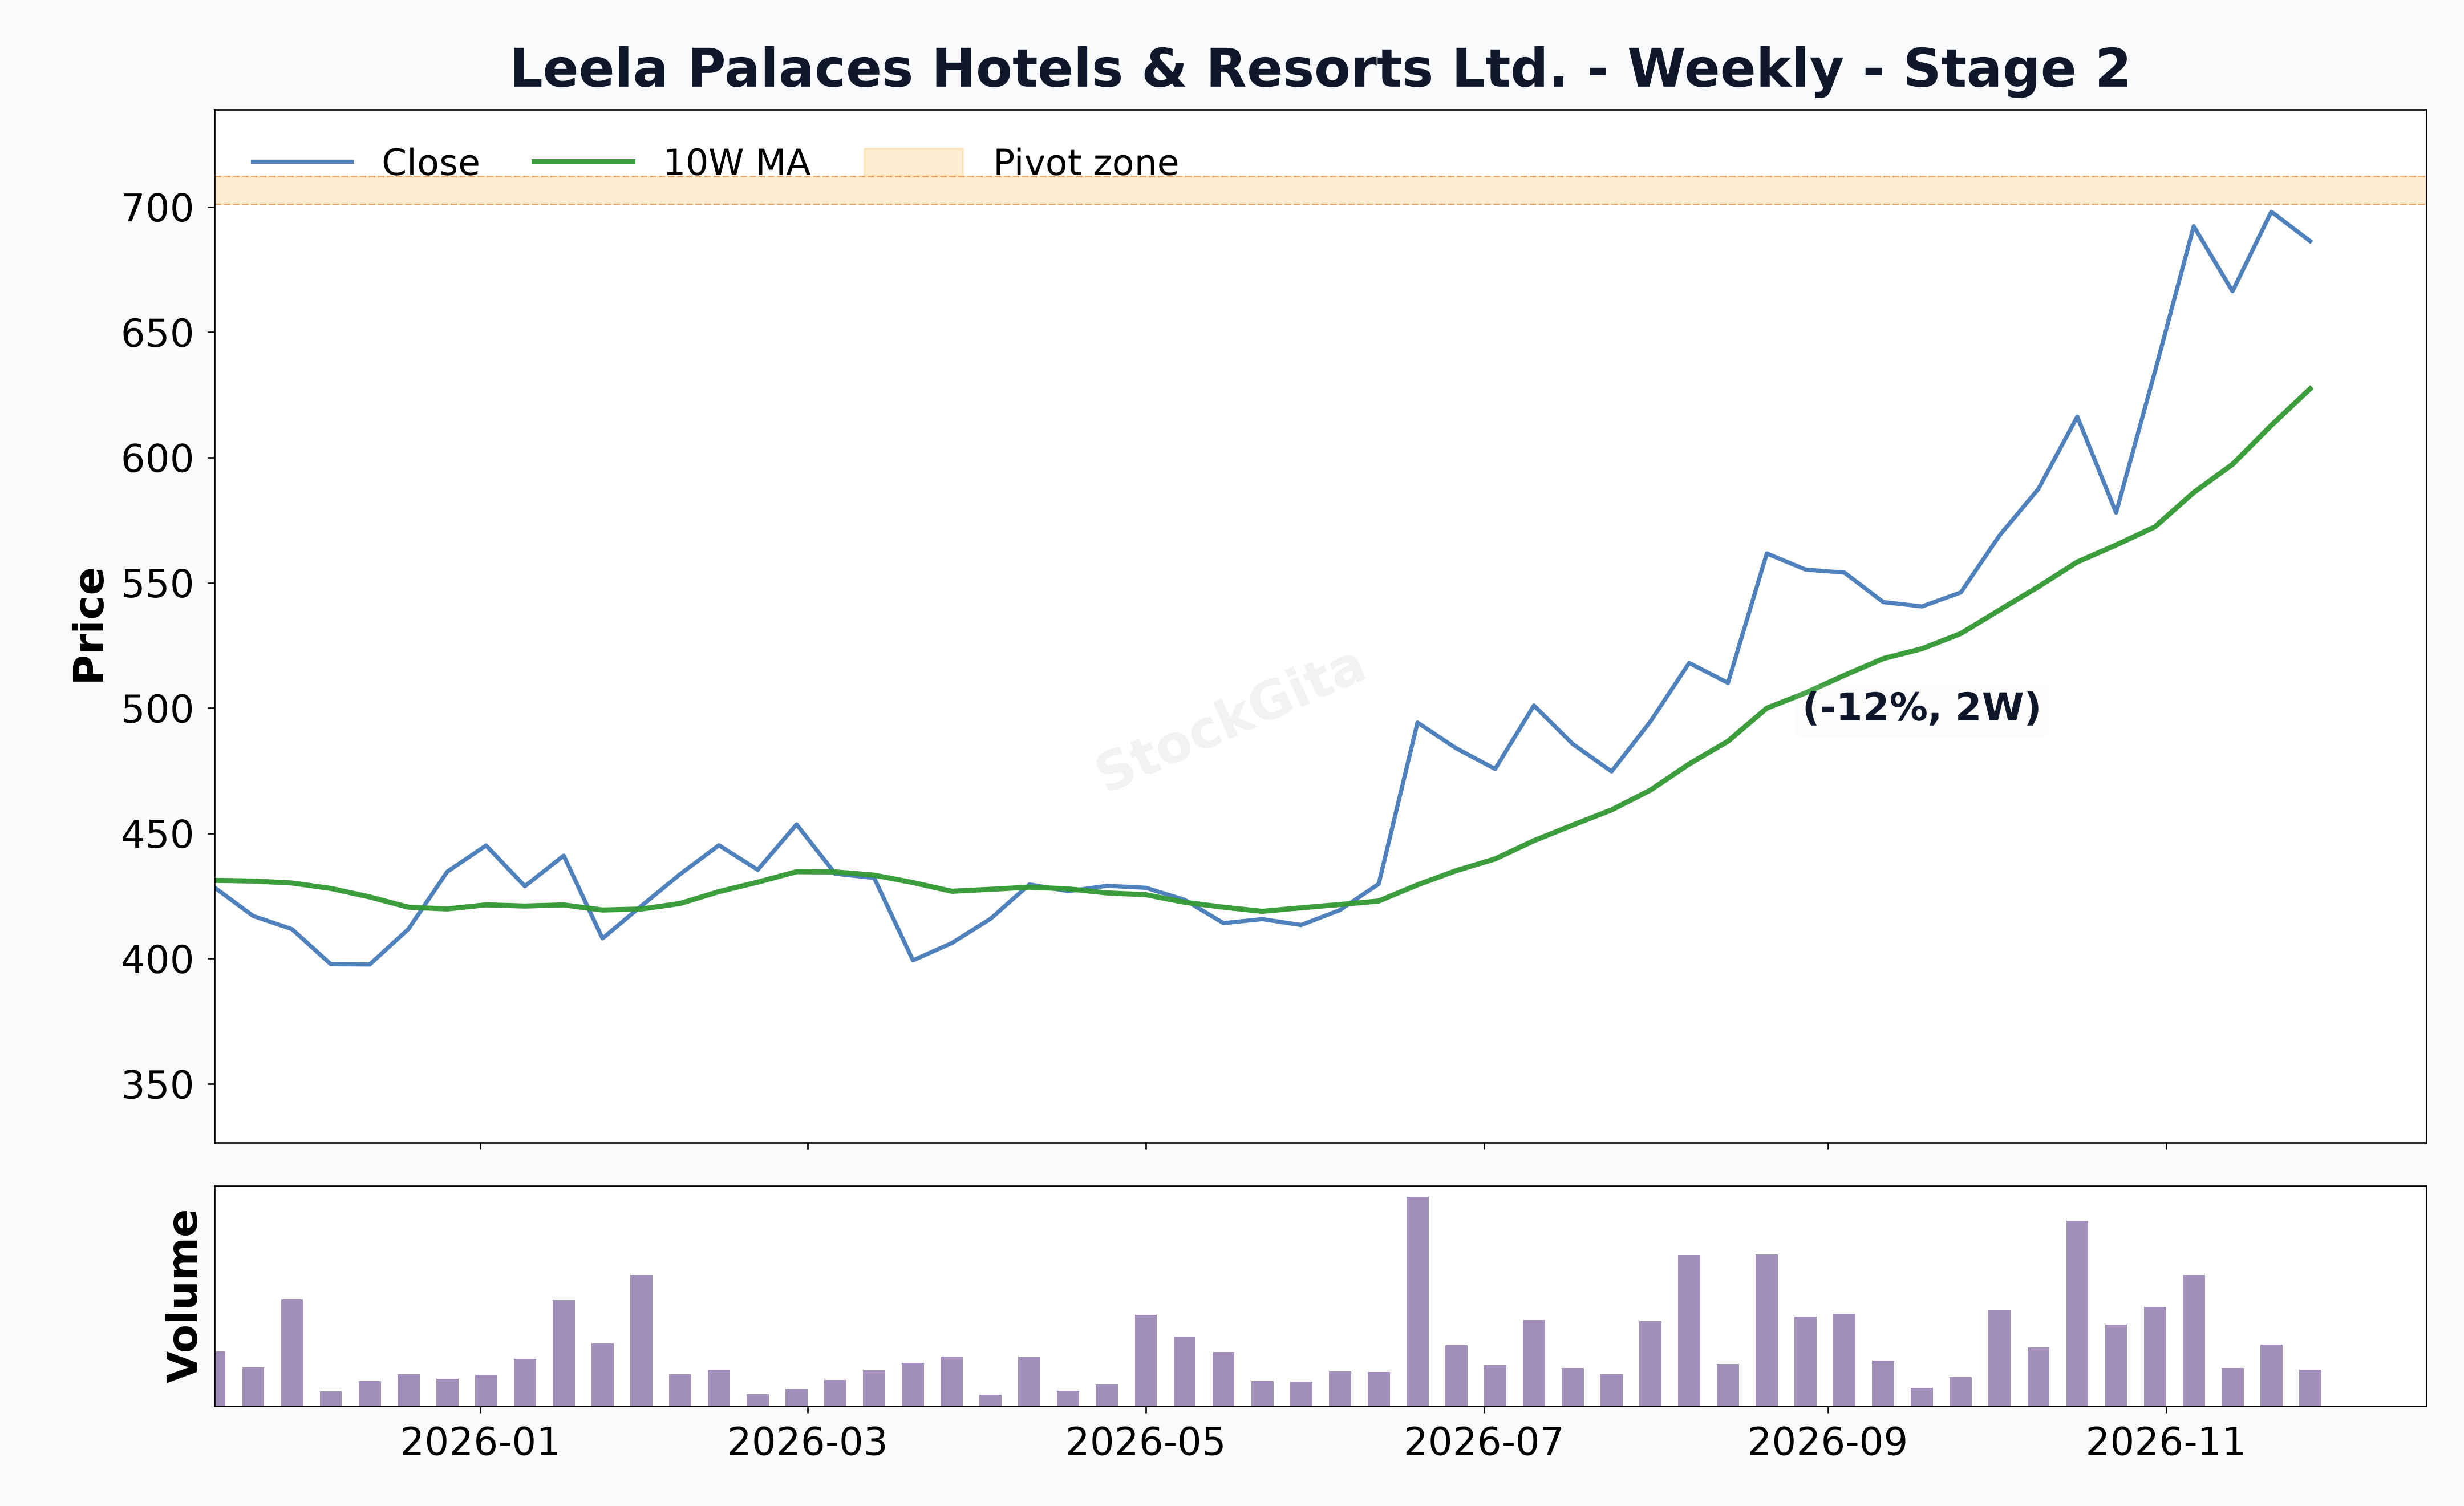 Leela Palaces Hotels & Resorts Ltd. - Weekly - Stage 2
Close 10W MA Pivot zone
700
650
600
550
500
450
400
350
Price
StockGita
(-12%, 2W)
Volume
2026-01 2026-03 2026-05 2026-07 2026-09 2026-11